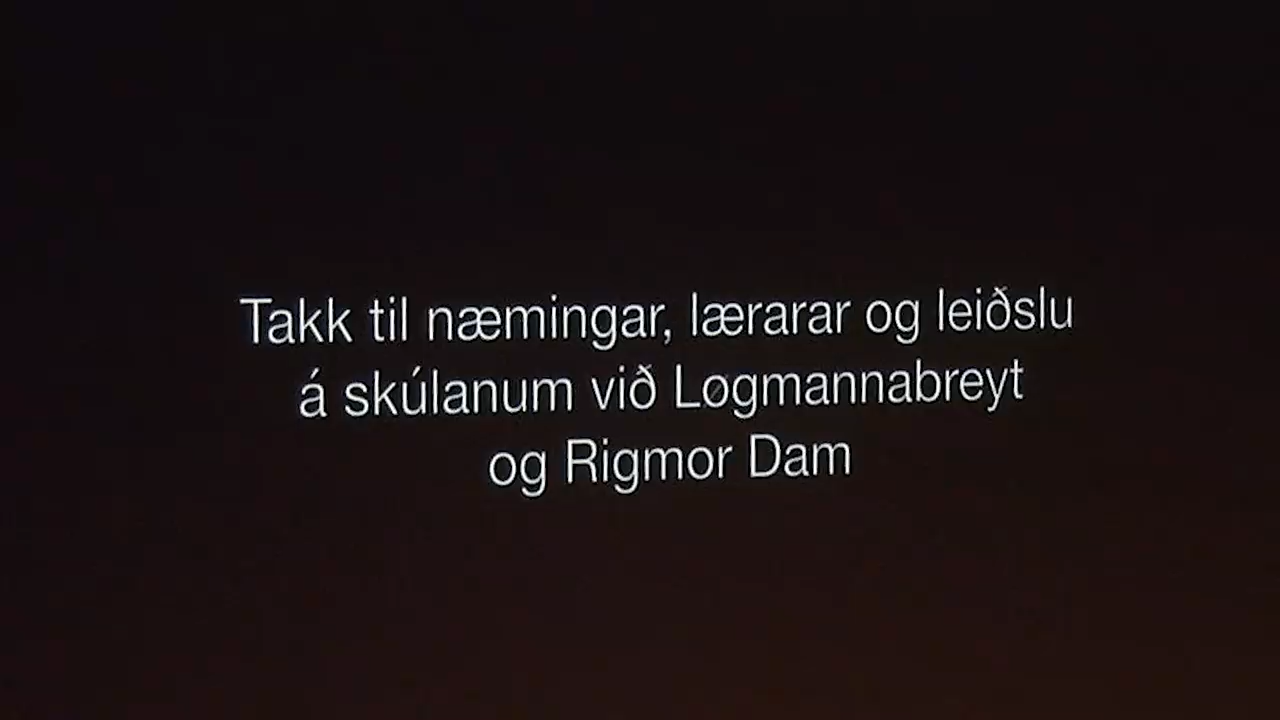 Takk til næmingar, lærarar og leiðslu
á skúlanum við Løgmannabreyt
og Rigmor Dam